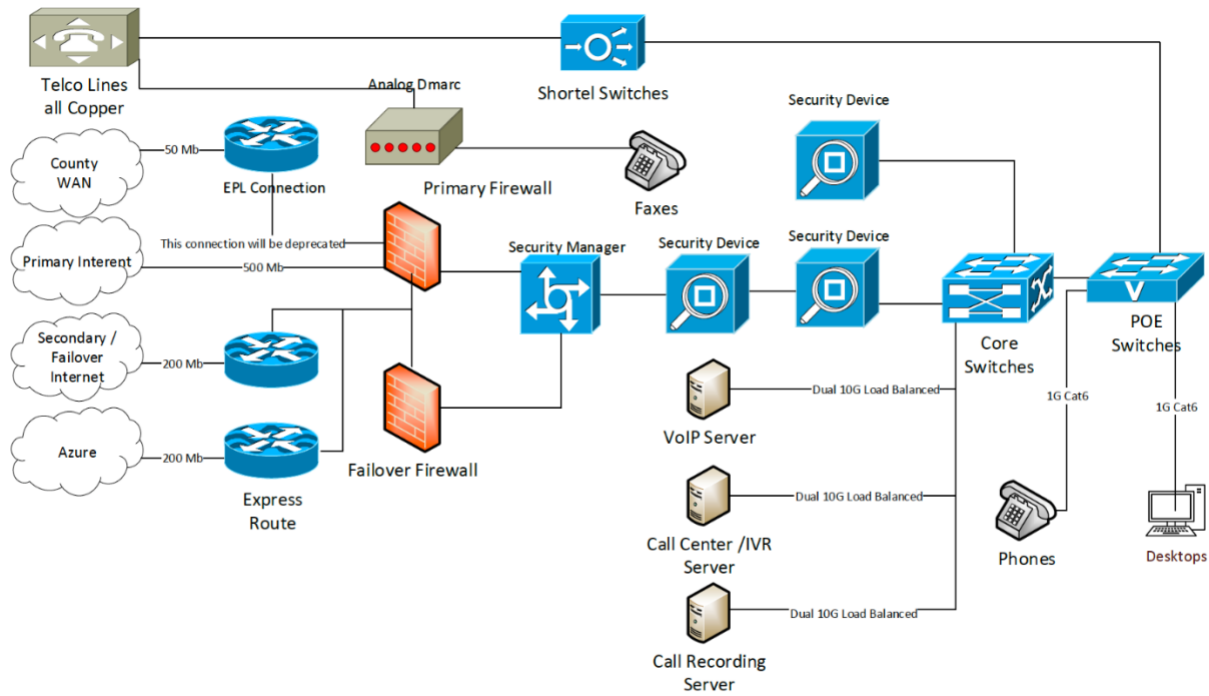 Telco Lines
all Copper
Analog Dmarc
Shortel Switches
Security Device
County
WAN
50 Mb
EPL Connection
Primary Firewall
Faxes
This connection will be deprecated
Primary Interent
500 Mb
Security Manager
Security Device
Security Device
Secondary /
Failover
Internet
200 Mb
Core
Switches
POE
Switches
V
Azure
200 Mb
Express
Route
Failover Firewall
Dual 10G Load Balanced
VoIP Server
Dual 10G Load Balanced
Call Center /IVR
Server
Dual 10G Load Balanced
Call Recording
Server
1G Cat6
1G Cat6
Phones
Desktops